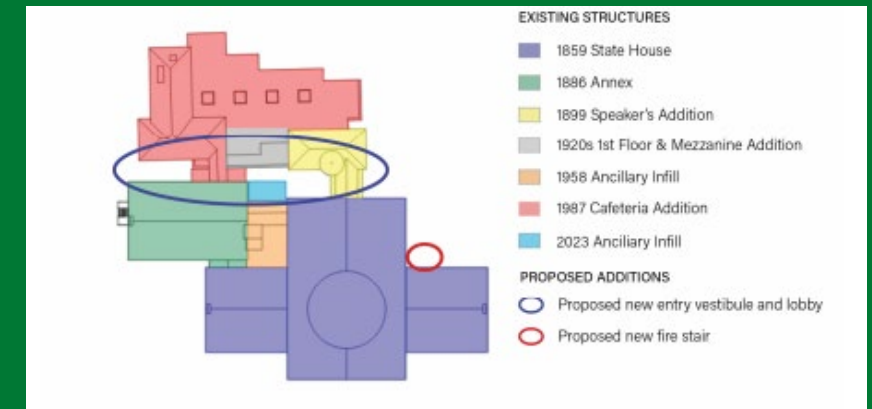 EXISTING STRUCTURES
1859 State House
1886 Annex
1899 Speaker's Addition
1920s 1st Floor & Mezzanine Addition
1958 Ancillary Infill
1987 Cafeteria Addition
2023 Anciliary Infill
PROPOSED ADDITIONS
Proposed new entry vestibule and lobby
Proposed new fire stair